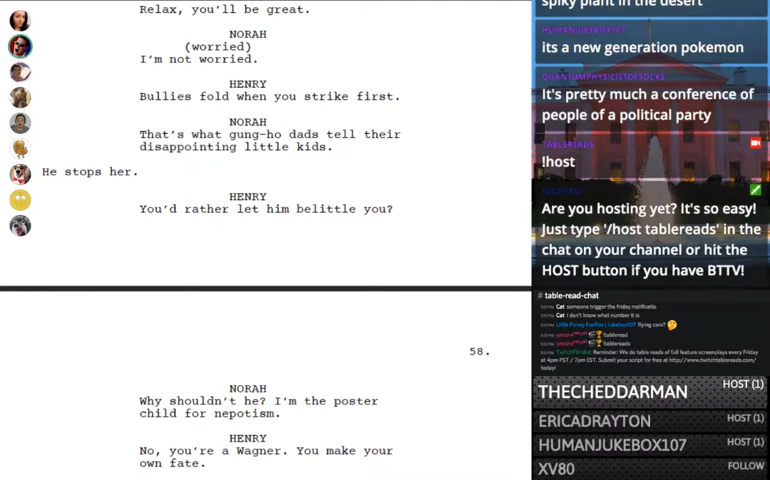 Relax, you'll be great.
NORAH
(worried)
I'm not worried.
HENRY
Bullies fold when you strike first.
NORAH
That's what gung-ho dads tell their
disappointing little kids.
He stops her.
HENRY
You'd rather let him belittle you?
58.
NORAH
Why shouldn't he? I'm the poster
child for nepotism.
HENRY
No, you're a Wagner. You make your
own fate.
spiky plant in the desert
HUMANJUKEBOX107
its a new generation pokemon
QUANTUMPHYSICISTOFSOCKS
It's pretty much a conference of
people of a political party
TABLEREADS
!host
Are you hosting yet? It's so easy!
Just type '/host tablereads' in the
chat on your channel or hit the
HOST button if you have BTTV!
# table-read-chat
Cat someone trigger the friday notificatio
Cat I don't know what number it is
flying cars?
!tableread
!tablereads
Reminder: We do table reads of full feature screenplays every Friday
at 4pm PST / 7pm EST. Submit your script for free at http://www.twitchtablereads.com
today!
THECHEDDARMAN HOST (1)
ERICADRAYTON HOST (1)
HUMANJUKEBOX107 HOST (1)
XV80 FOLLOW